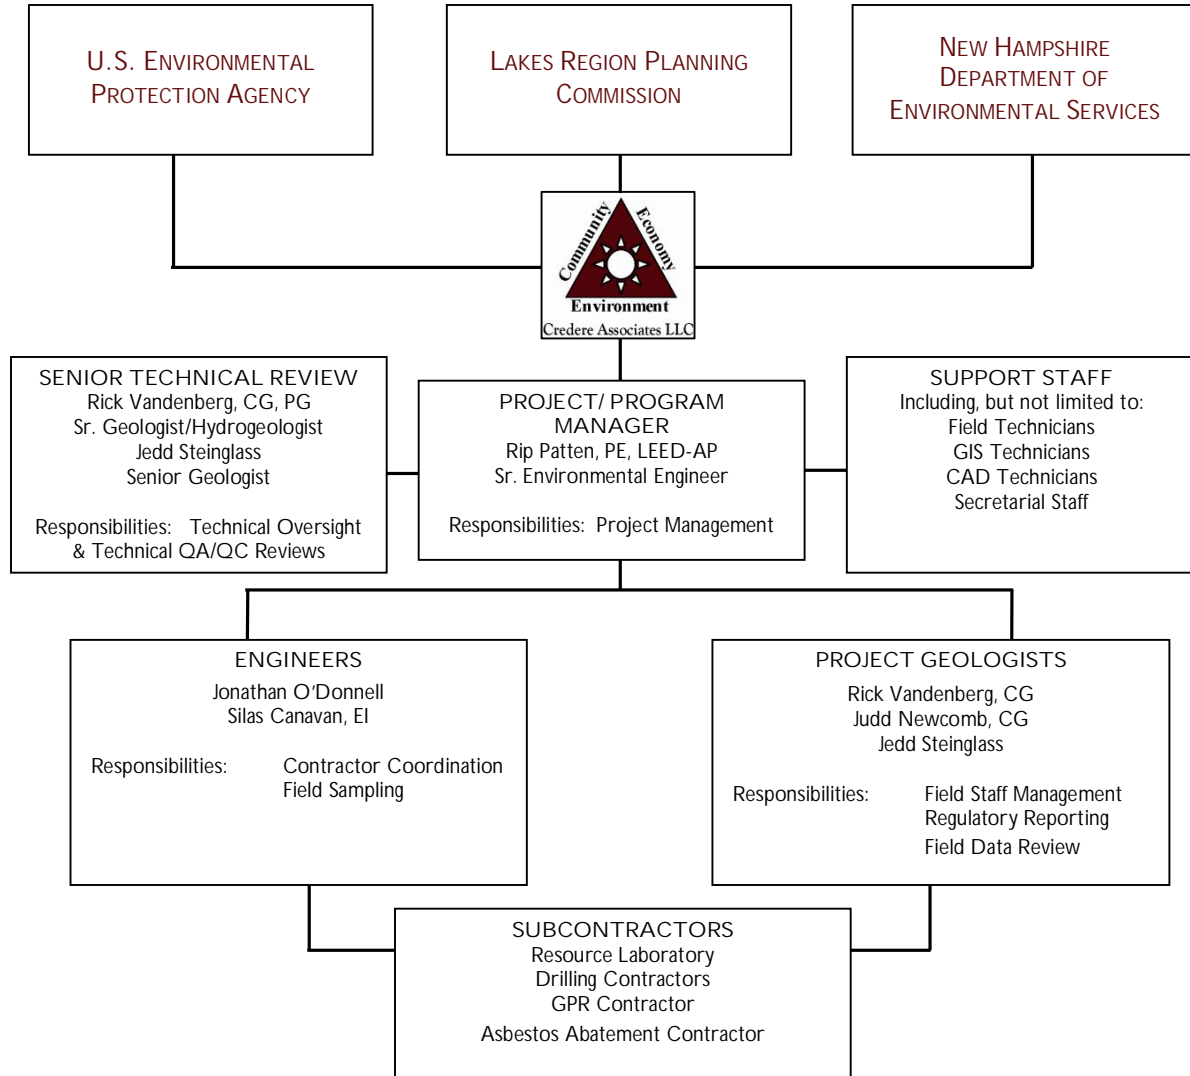 U.S. ENVIRONMENTAL
PROTECTION AGENCY
LAKES REGION PLANNING
COMMISSION
NEW HAMPSHIRE
DEPARTMENT OF
ENVIRONMENTAL SERVICES
Community
Economy
Environment
Credere Associates LLC
SENIOR TECHNICAL REVIEW
Rick Vandenberg, CG, PG
Sr. Geologist/Hydrogeologist
Jedd Steinglass
Senior Geologist
Responsibilities: Technical Oversight
& Technical QA/QC Reviews
PROJECT/ PROGRAM
MANAGER
Rip Patten, PE, LEED-AP
Sr. Environmental Engineer
Responsibilities: Project Management
SUPPORT STAFF
Including, but not limited to:
Field Technicians
GIS Technicians
CAD Technicians
Secretarial Staff
ENGINEERS
Jonathan O'Donnell
Silas Canavan, EI
Responsibilities: Contractor Coordination
Field Sampling
PROJECT GEOLOGISTS
Rick Vandenberg, CG
Judd Newcomb, CG
Jedd Steinglass
Responsibilities: Field Staff Management
Regulatory Reporting
Field Data Review
SUBCONTRACTORS
Resource Laboratory
Drilling Contractors
GPR Contractor
Asbestos Abatement Contractor